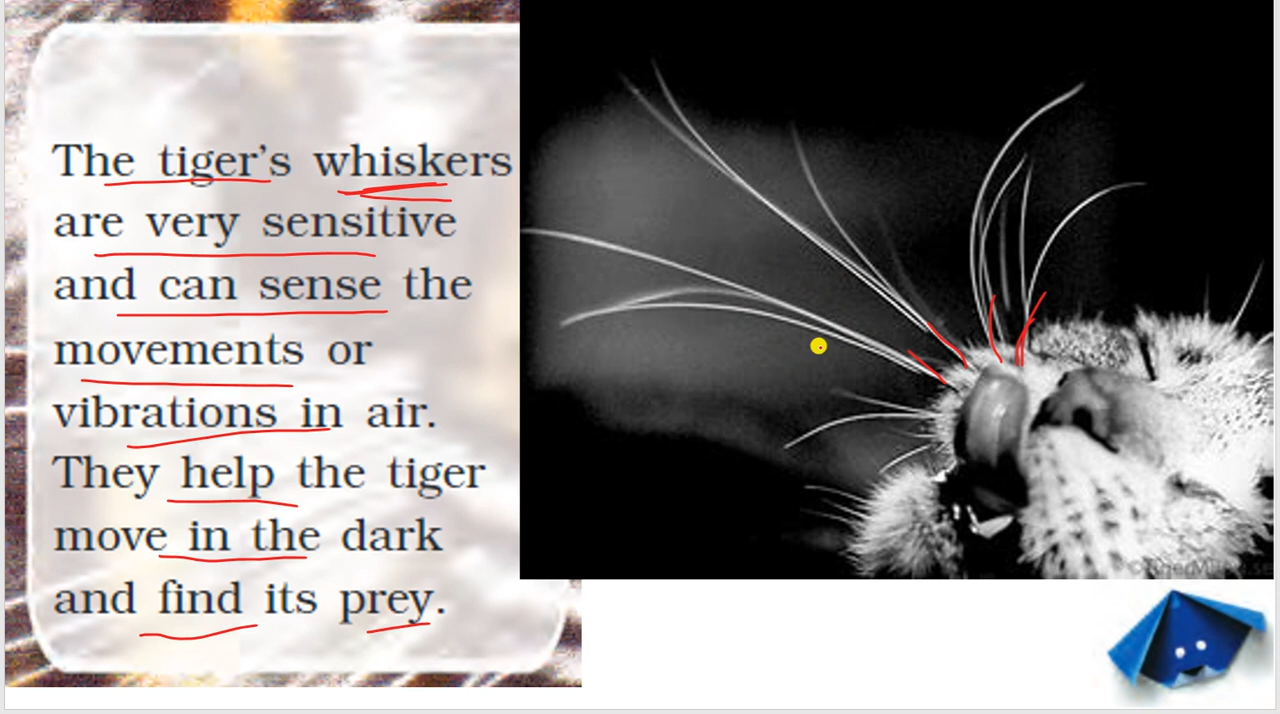 The tiger's whiskers
are very sensitive
and can sense the
movements or
vibrations in air.
They help the tiger
move in the dark
and find its prey.